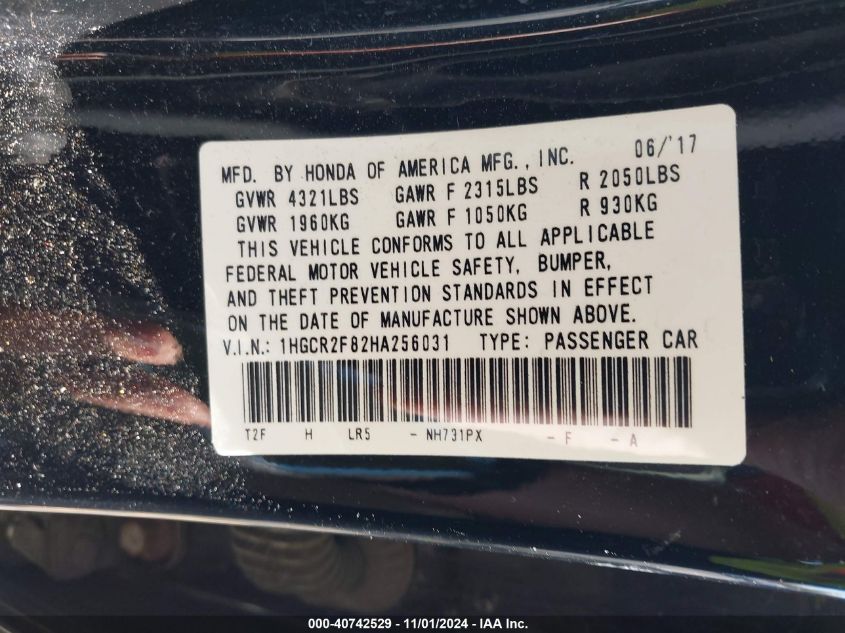 MFD. BY HONDA OF AMERICA MFG., INC. 06/'17
GVWR 4321LBS GAWR F 2315LBS R 2050LBS
GVWR 1960KG GAWR F 1050KG R 930KG
THIS VEHICLE CONFORMS TO ALL APPLICABLE
FEDERAL MOTOR VEHICLE SAFETY, BUMPER,
AND THEFT PREVENTION STANDARDS IN EFFECT
ON THE DATE OF MANUFACTURE SHOWN ABOVE.
V.I.N.: 1HGCR2F82HA256031 TYPE: PASSENGER CAR
T2F H LR5 - NH731PX - F - A
000-40742529 - 11/01/2024 - IAA Inc.